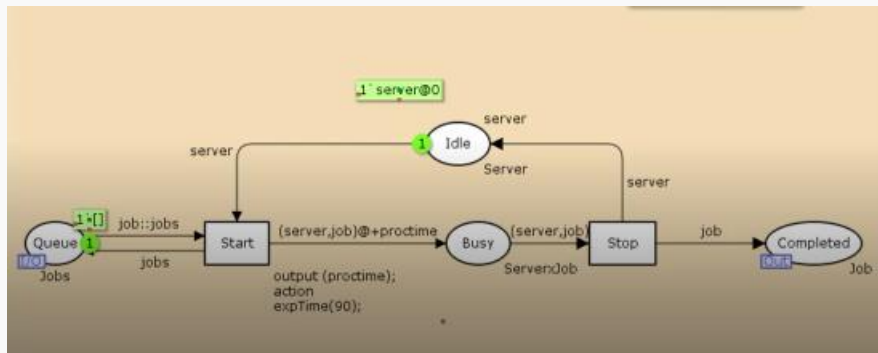 1`server@0
server
1
Idle
server
Server
server
1`[]
job::jobs
Queue
1
I/O
Jobs
jobs
Start
(server,job)@+proctime
output (proctime);
action
expTime(90);
Busy
(server,job)
ServerxJob
Stop
job
Completed
Out
Job